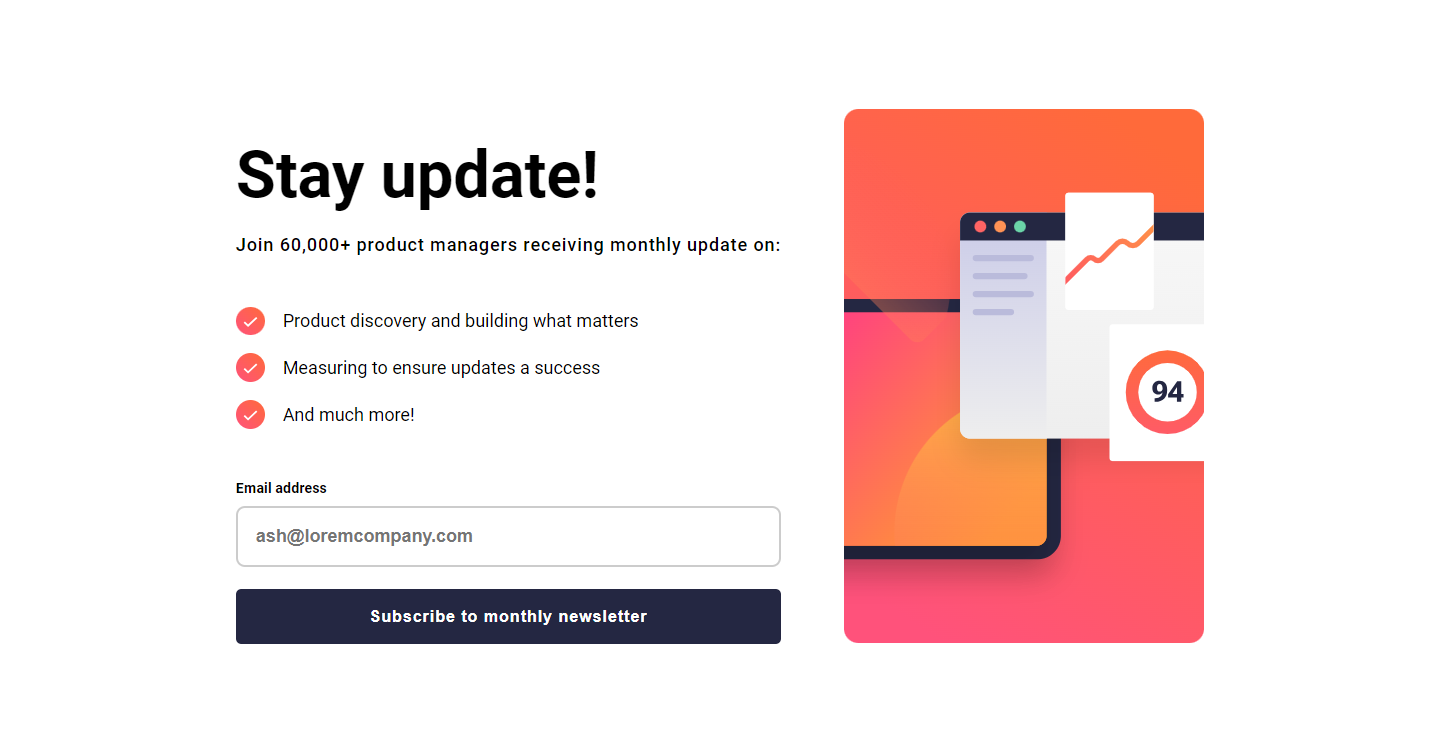 Stay update!
Join 60,000+ product managers receiving monthly update on:
Product discovery and building what matters
Measuring to ensure updates a success
And much more!
Email address
ash@loremcompany.com
Subscribe to monthly newsletter
94